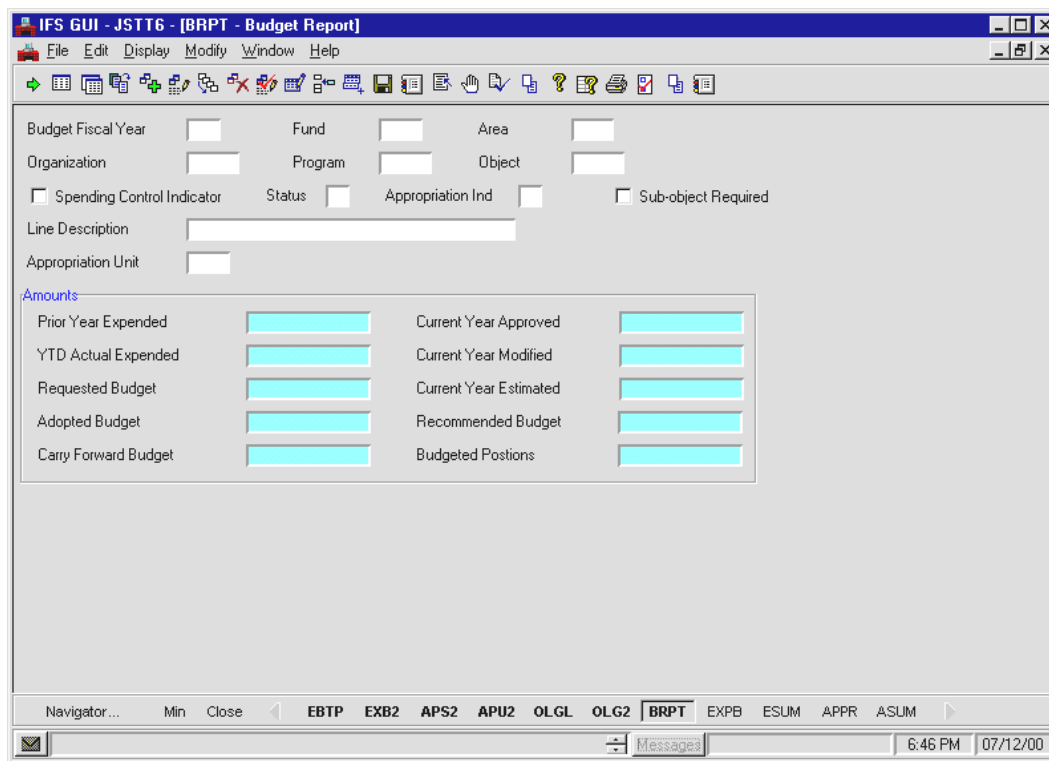 IFS GUI - JSTT6 - [BRPT - Budget Report]
File Edit Display Modify Window Help
Budget Fiscal Year Fund Area
Organization Program Object
Spending Control Indicator Status Appropriation Ind Sub-object Required
Line Description
Appropriation Unit
Amounts
Prior Year Expended Current Year Approved
YTD Actual Expended Current Year Modified
Requested Budget Current Year Estimated
Adopted Budget Recommended Budget
Carry Forward Budget Budgeted Postions
Navigator... Min Close EBTP EXB2 APS2 APU2 OLGL OLG2 BRPT EXPB ESUM APPR ASUM
Messages 6:46 PM 07/12/00